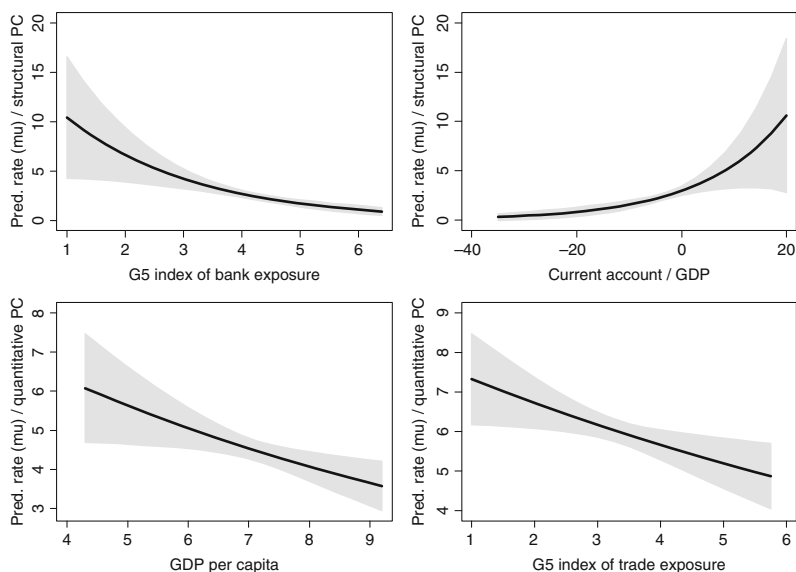 Pred. rate (mu) / structural PC
20
15
10
5
0
1 2 3 4 5 6
G5 index of bank exposure
Pred. rate (mu) / structural PC
20
15
10
5
0
−40 −20 0 20
Current account / GDP
Pred. rate (mu) / quantitative PC
8
7
6
5
4
3
4 5 6 7 8 9
GDP per capita
Pred. rate (mu) / quantitative PC
9
8
7
6
5
4
1 2 3 4 5 6
G5 index of trade exposure